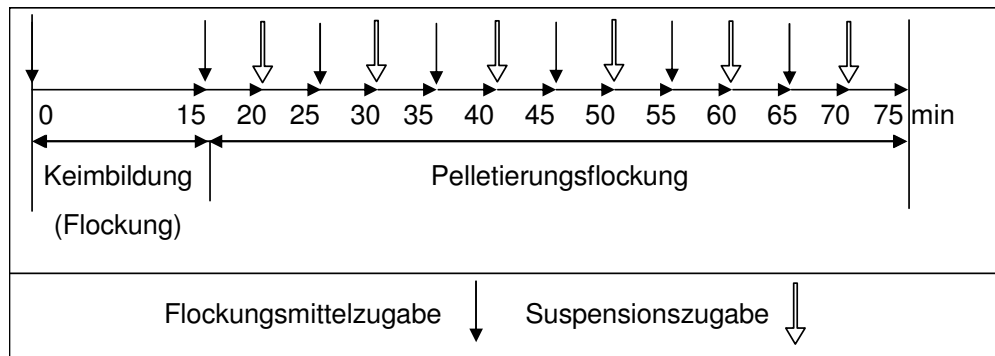 0 15 20 25 30 35 40 45 50 55 60 65 70 75 min
Keimbildung Pelletierungsflockung
(Flockung)
Flockungsmittelzugabe Suspensionszugabe